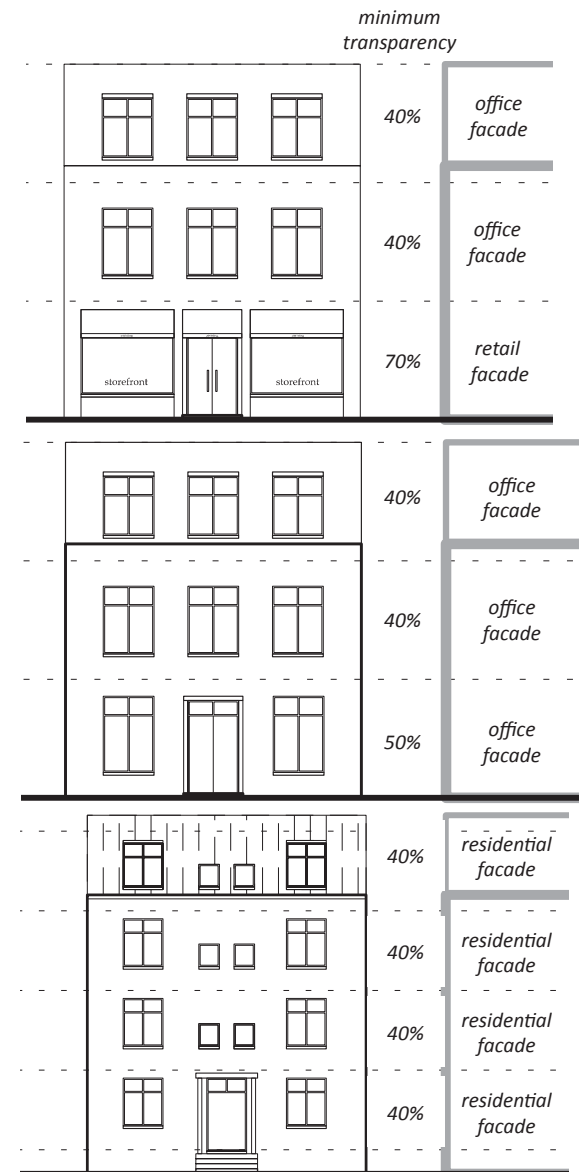 minimum
transparency
40%
office
facade
40%
office
facade
storefront
storefront
70%
retail
facade
40%
office
facade
40%
office
facade
50%
office
facade
40%
residential
facade
40%
residential
facade
40%
residential
facade
40%
residential
facade